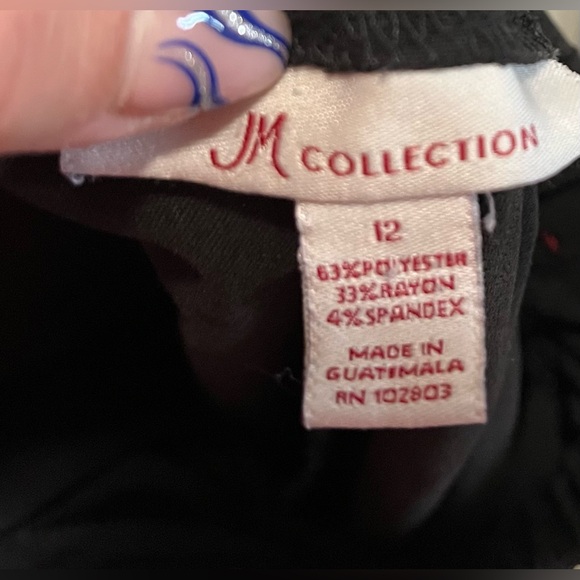 JM COLLECTION
12
63%POLYESTER
33%RAYON
4%SPANDEX
MADE IN
GUATEMALA
RN 102803